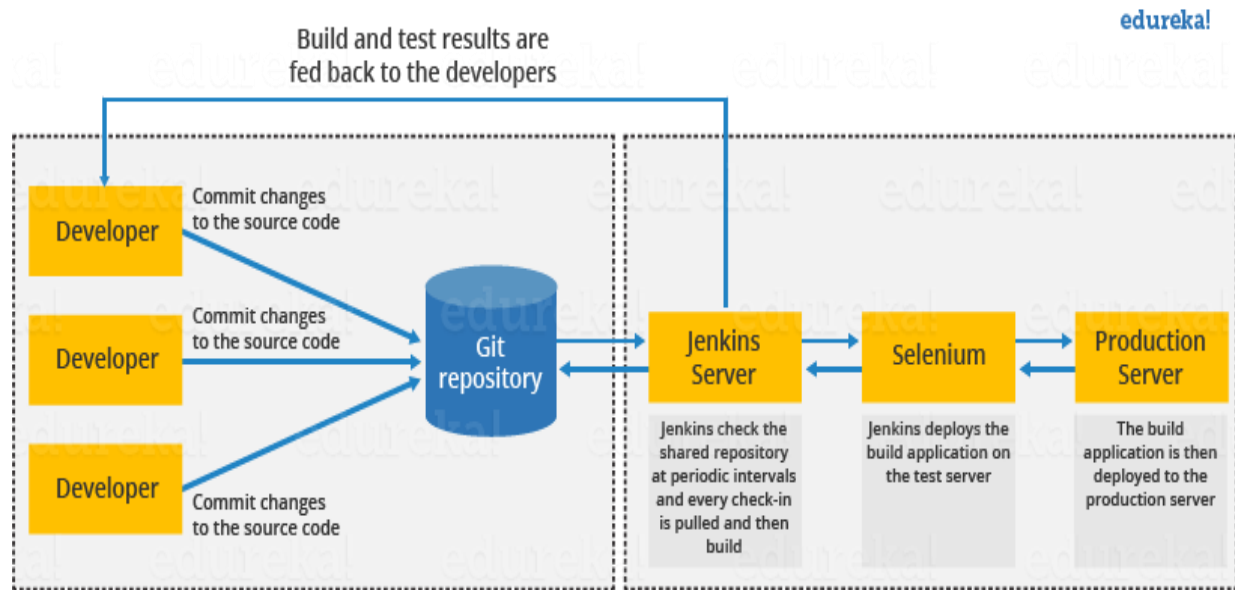 edureka!
Build and test results are
fed back to the developers
Developer
Commit changes
to the source code
Developer
Commit changes
to the source code
Developer
Commit changes
to the source code
Git
repository
Jenkins
Server
Jenkins check the
shared repository
at periodic intervals
and every check-in
is pulled and then
build
Selenium
Jenkins deploys the
build application on
the test server
Production
Server
The build
application is then
deployed to the
production server